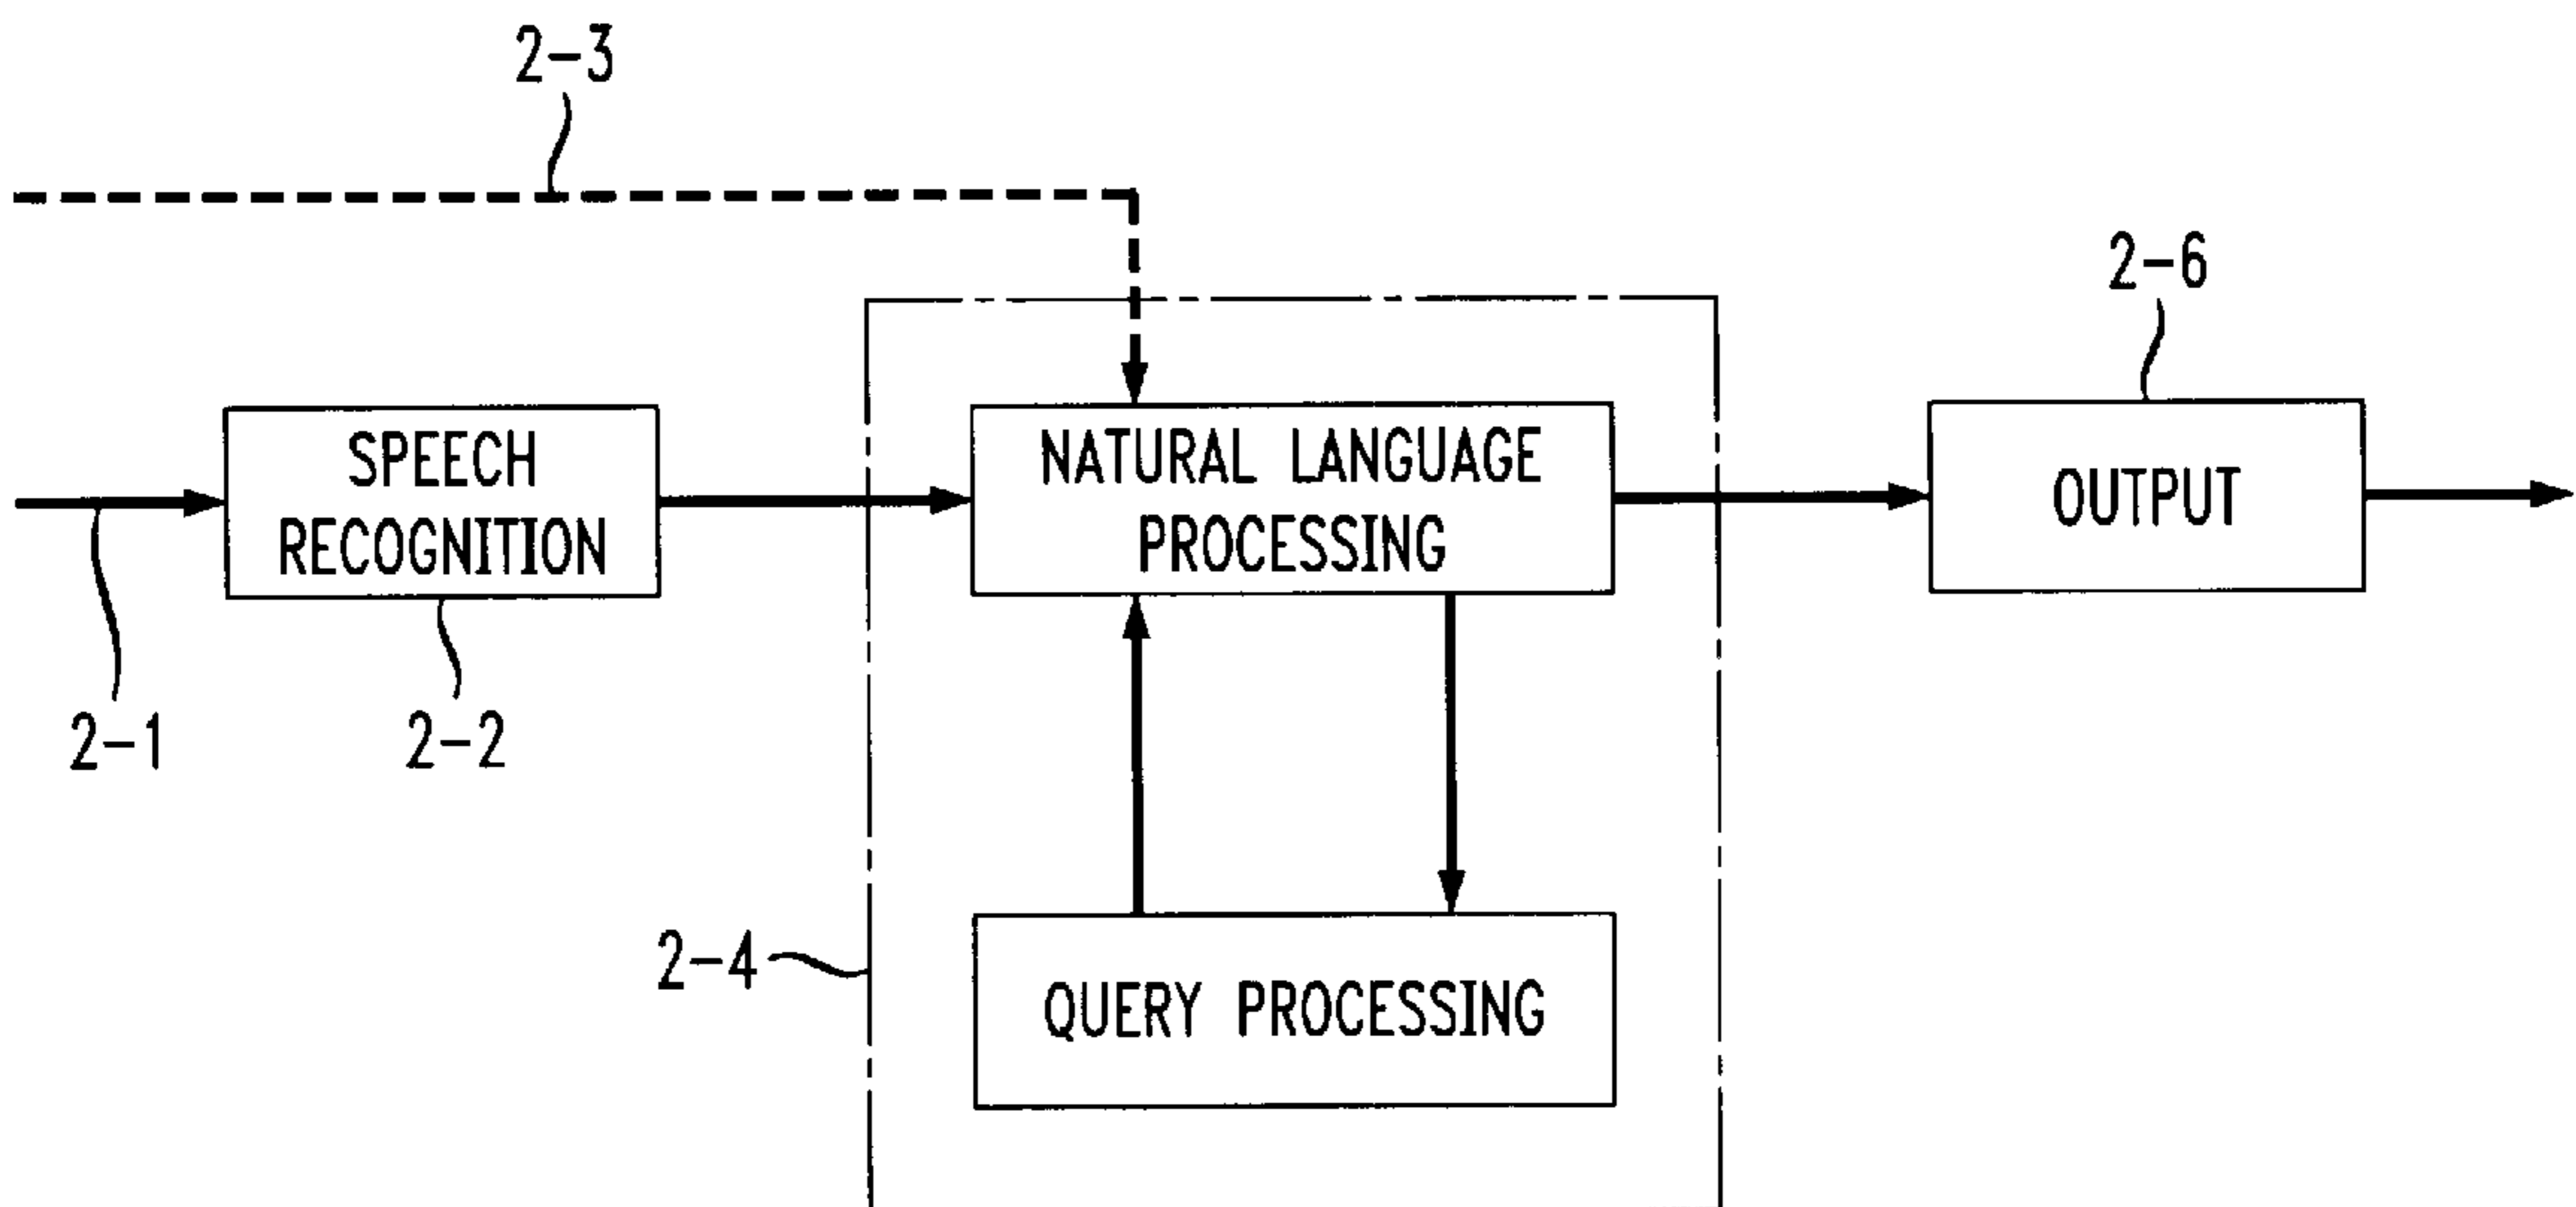 2-3
2-6
SPEECH
RECOGNITION
NATURAL LANGUAGE
PROCESSING
OUTPUT
2-1
2-2
2-4
QUERY PROCESSING